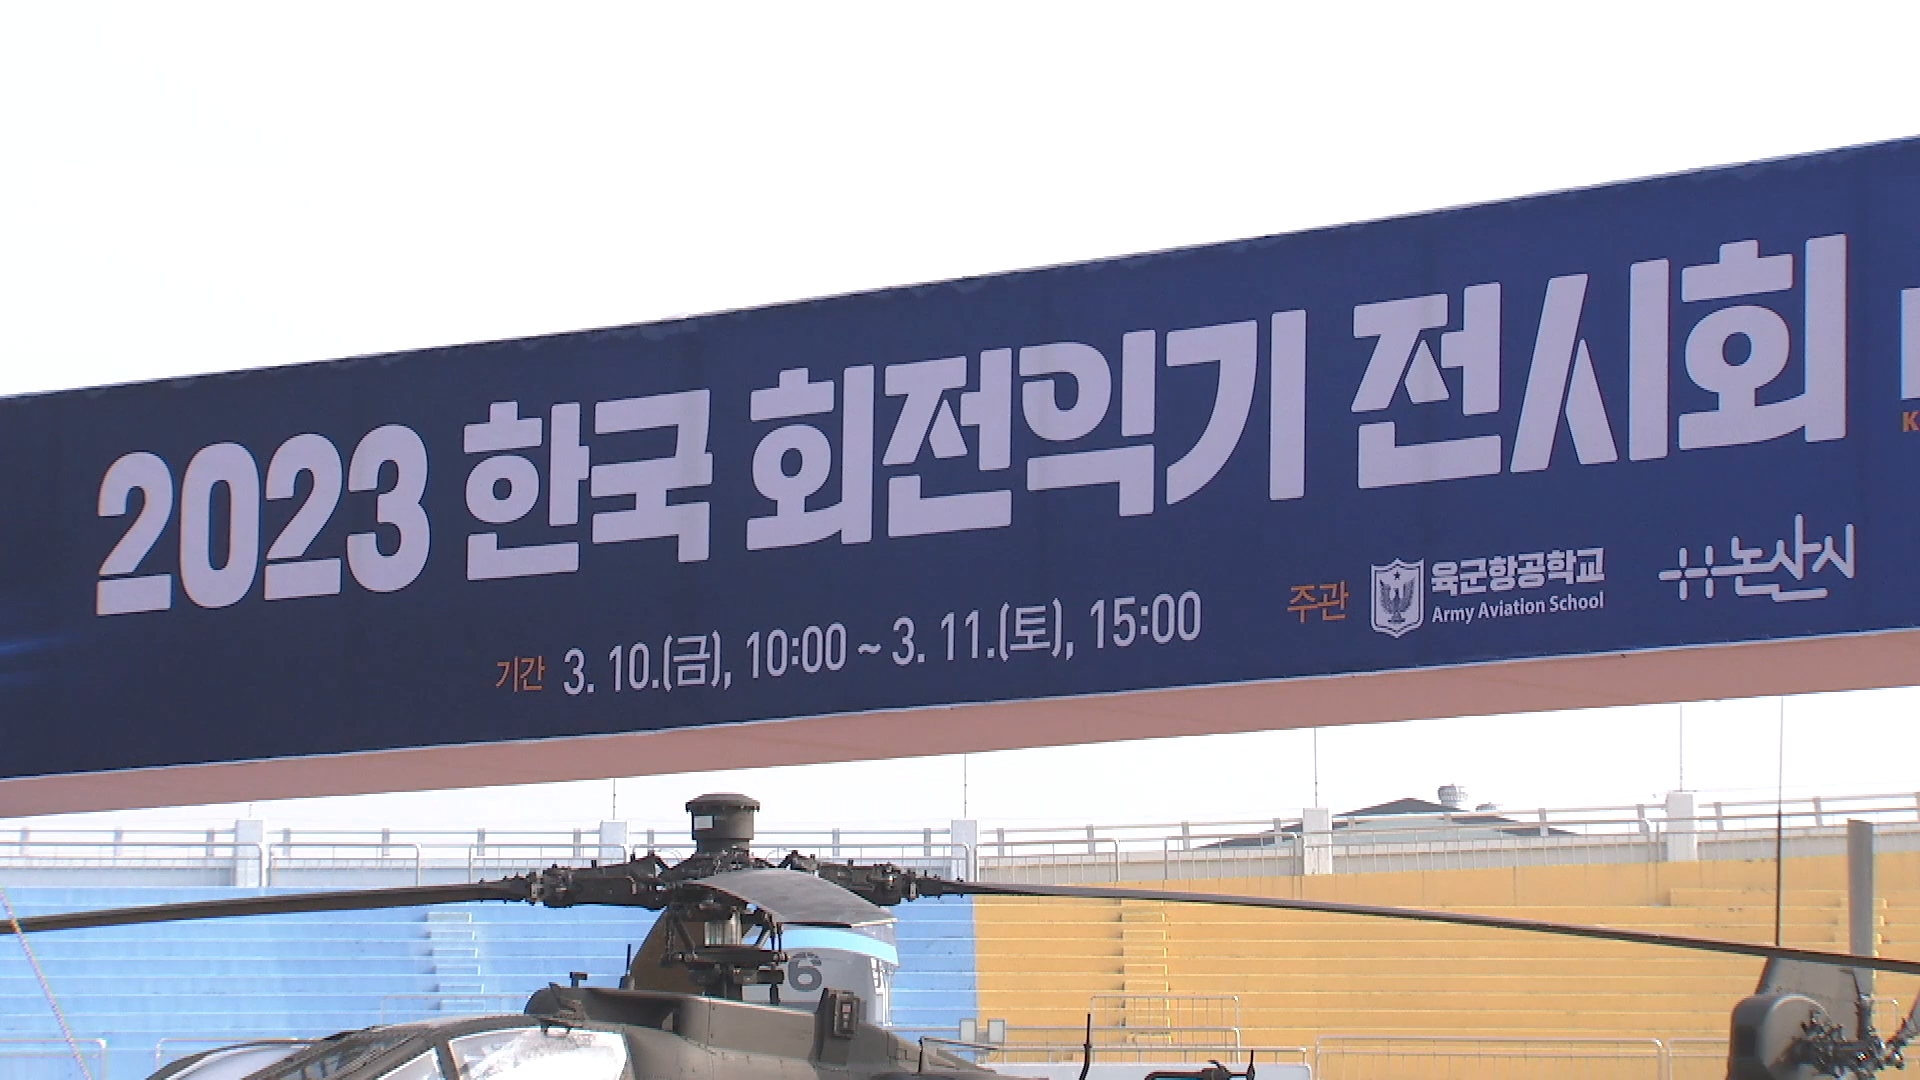 2023 한국 회전익기 전시회
기간 3. 10.(금), 10:00 ~ 3. 11.(토), 15:00
주관 육군항공학교 논산시
Army Aviation School
K
6